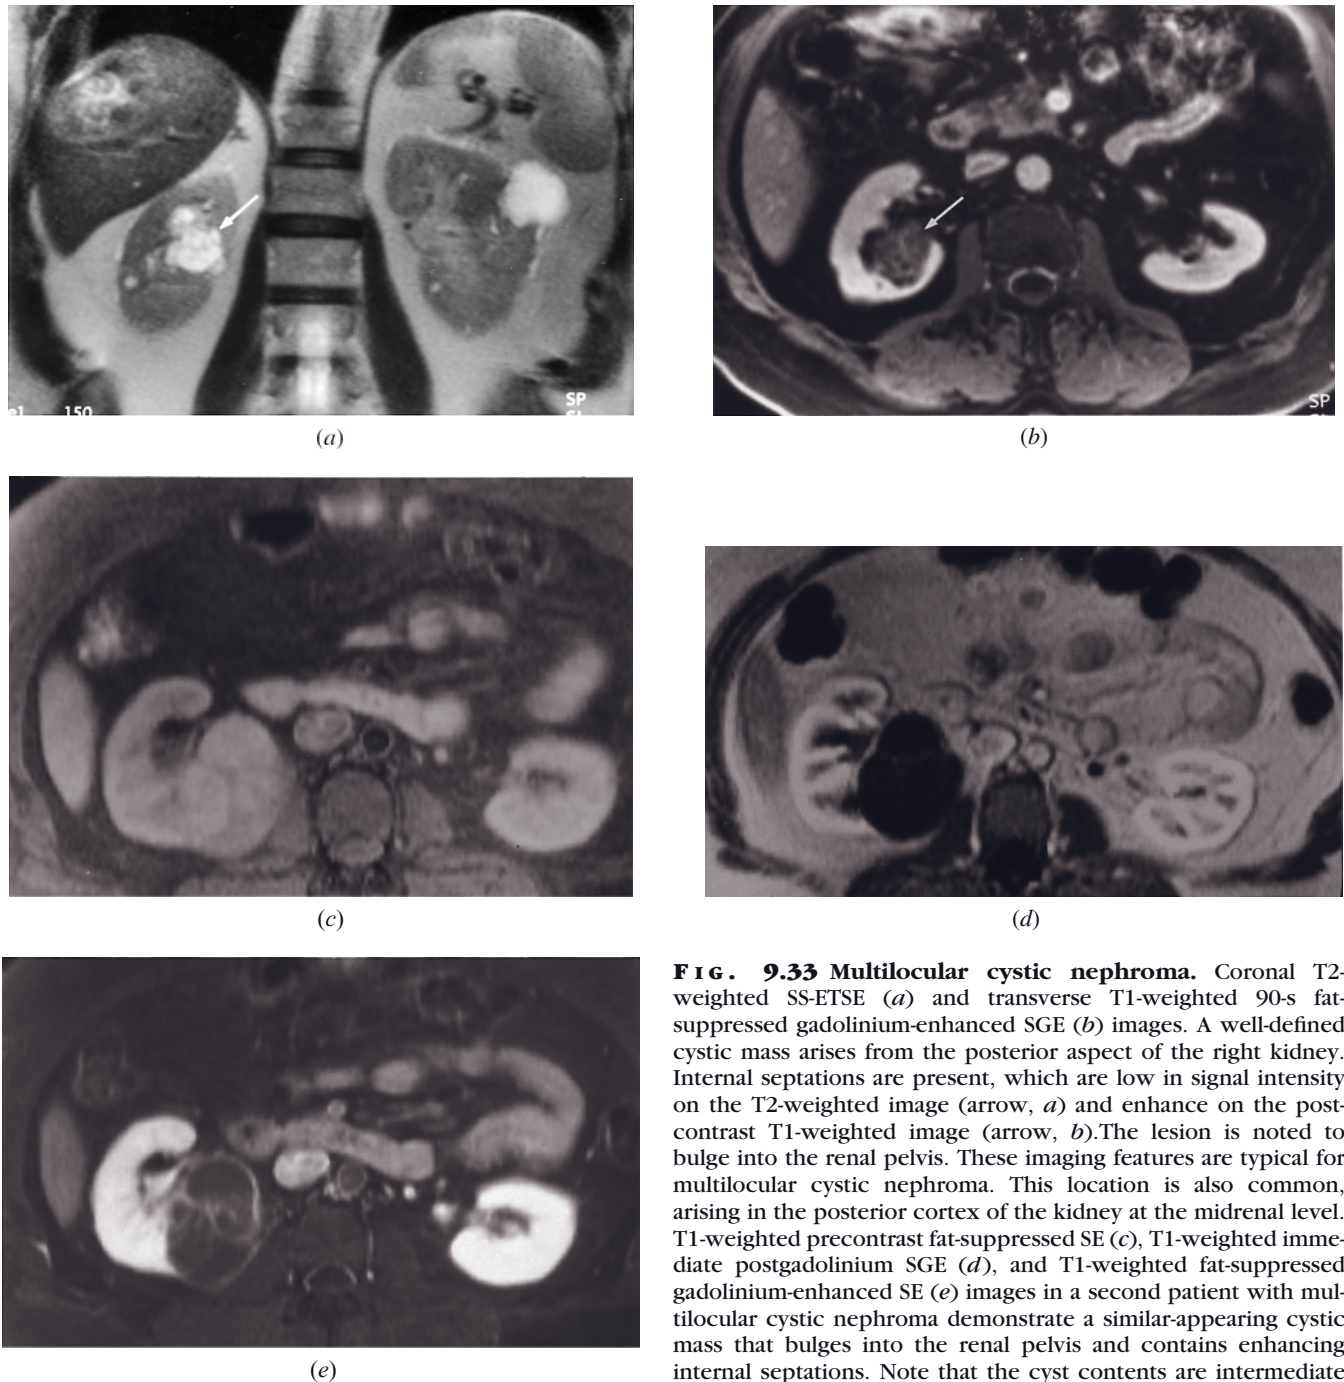 el 150
SP
SP
(a)
(b)
(c)
(d)
(e)
FIG. 9.33 Multilocular cystic nephroma. Coronal T2-
weighted SS-ETSE (a) and transverse T1-weighted 90-s fat-
suppressed gadolinium-enhanced SGE (b) images. A well-defined
cystic mass arises from the posterior aspect of the right kidney.
Internal septations are present, which are low in signal intensity
on the T2-weighted image (arrow, a) and enhance on the post-
contrast T1-weighted image (arrow, b).The lesion is noted to
bulge into the renal pelvis. These imaging features are typical for
multilocular cystic nephroma. This location is also common,
arising in the posterior cortex of the kidney at the midrenal level.
T1-weighted precontrast fat-suppressed SE (c), T1-weighted imme-
diate postgadolinium SGE (d), and T1-weighted fat-suppressed
gadolinium-enhanced SE (e) images in a second patient with mul-
tilocular cystic nephroma demonstrate a similar-appearing cystic
mass that bulges into the renal pelvis and contains enhancing
internal septations. Note that the cyst contents are intermediate